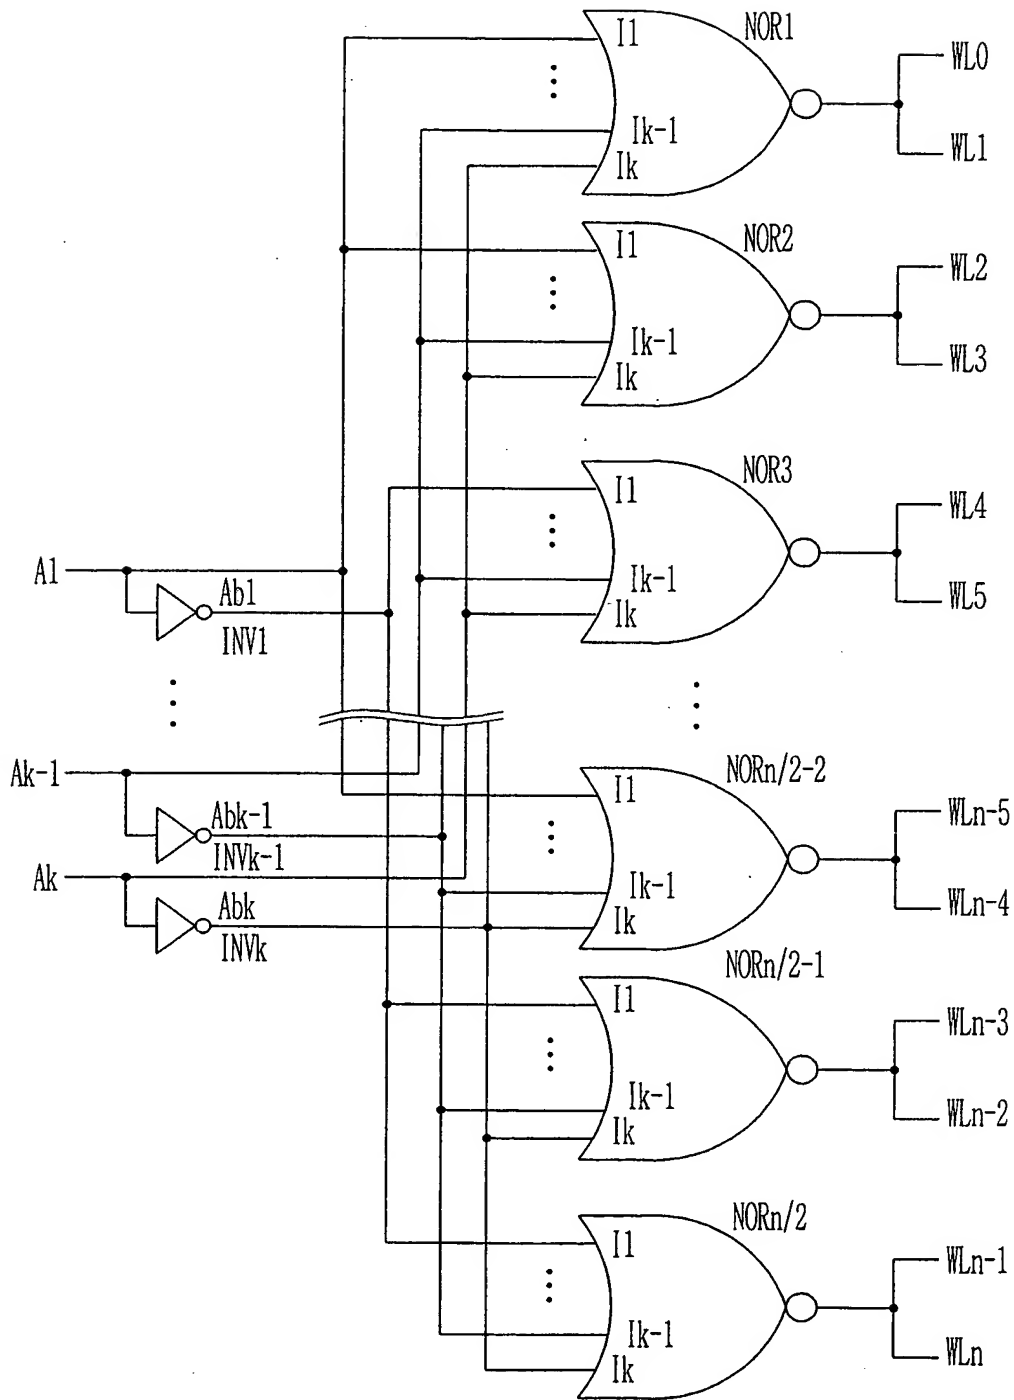 NOR1
I1
Ik-1
Ik
WL0
WL1
NOR2
I1
Ik-1
Ik
WL2
WL3
NOR3
I1
Ik-1
Ik
WL4
WL5
A1
Ab1
INV1
Ak-1
Abk-1
INVk-1
Ak
Abk
INVk
NORn/2-2
I1
Ik-1
Ik
WLn-5
WLn-4
NORn/2-1
I1
Ik-1
Ik
WLn-3
WLn-2
NORn/2
I1
Ik-1
Ik
WLn-1
WLn